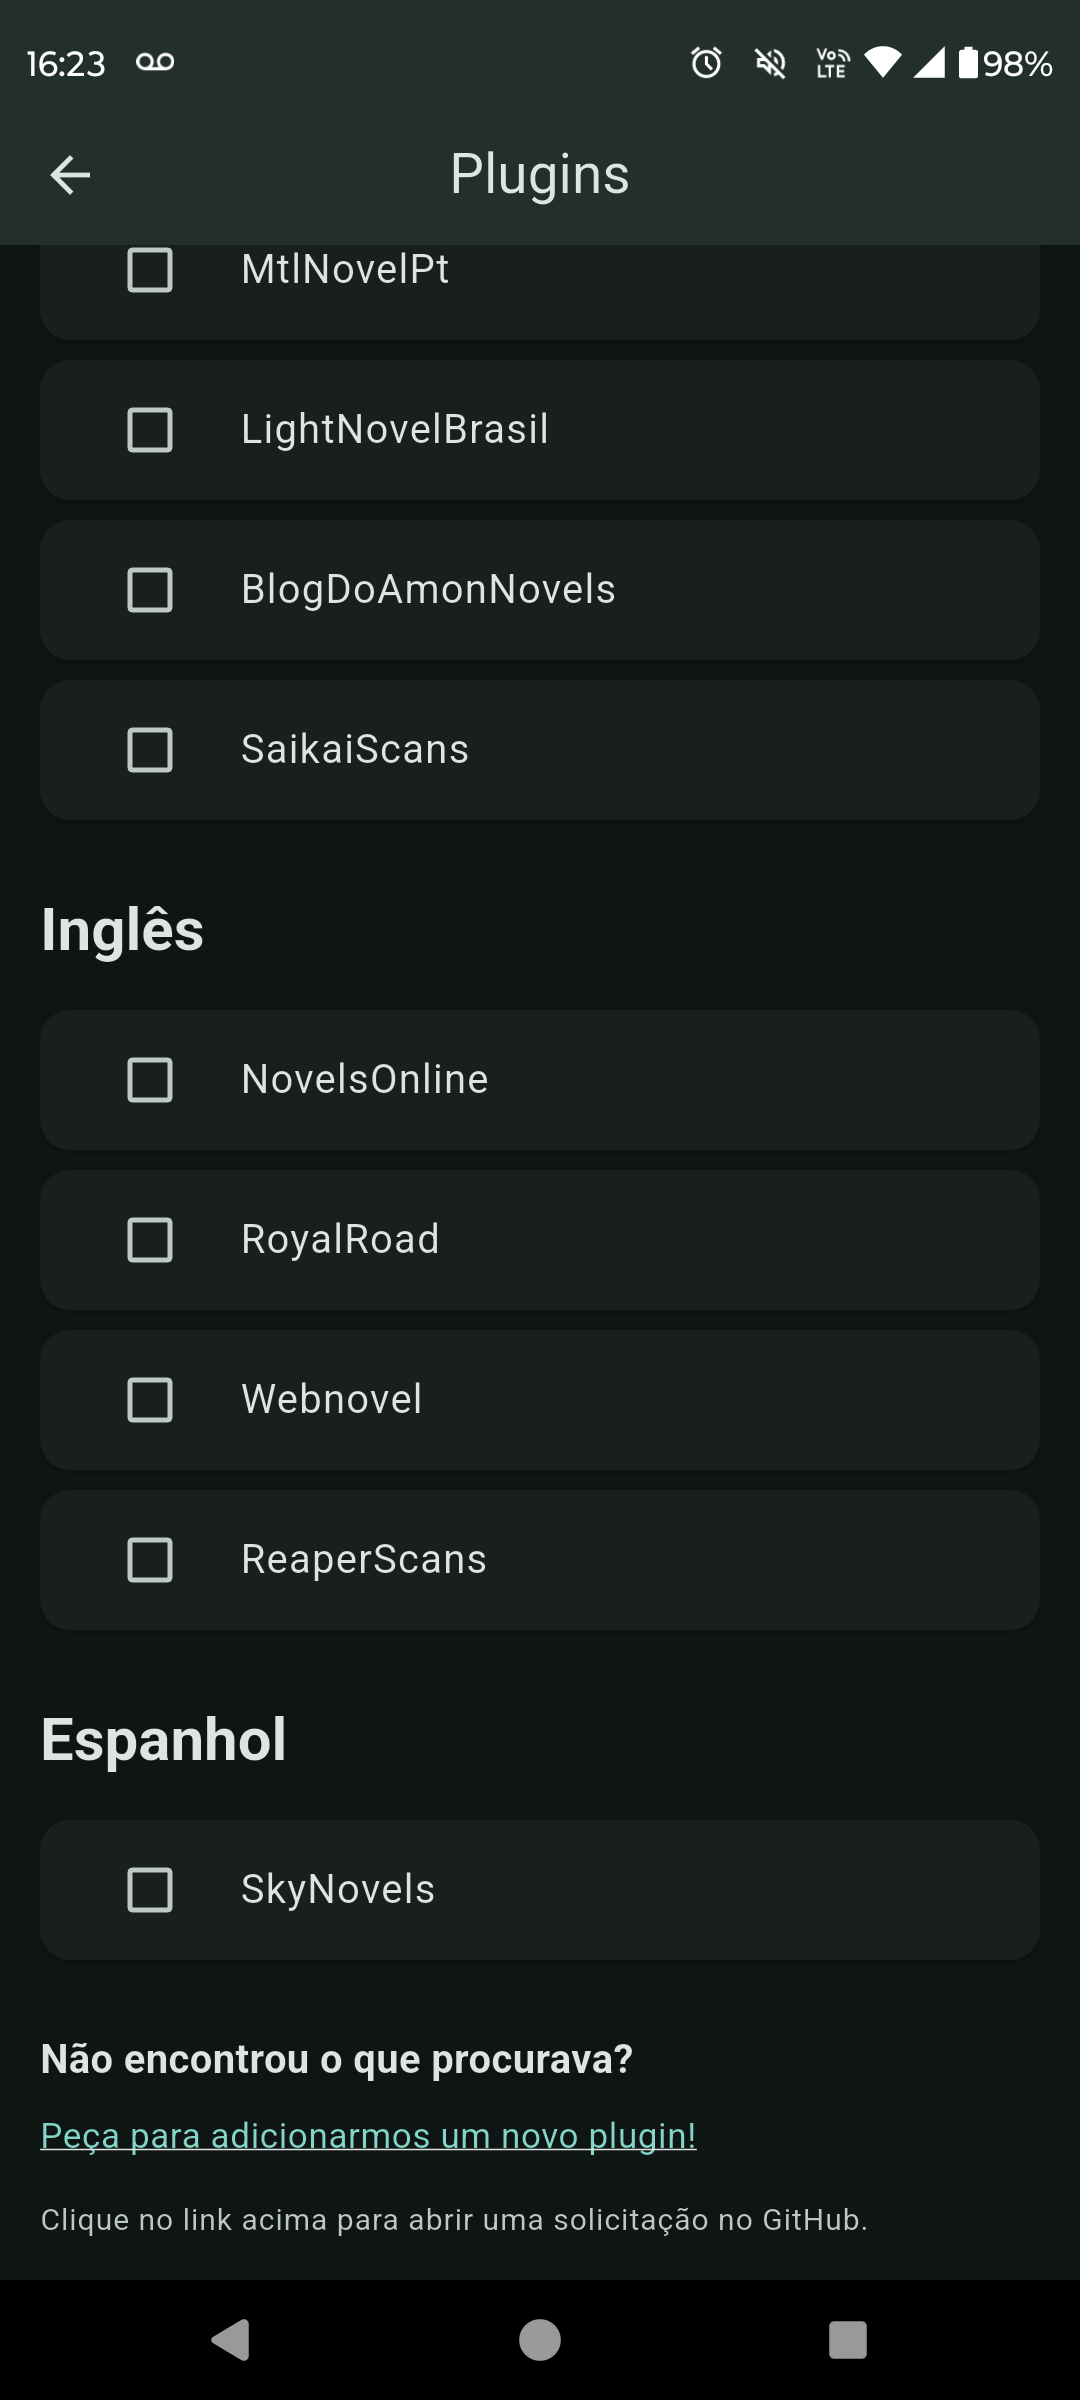 16:23
Vo LTE
98%
Plugins
MtlNovelPt
LightNovelBrasil
BlogDoAmonNovels
SaikaiScans
Inglês
NovelsOnline
RoyalRoad
Webnovel
ReaperScans
Espanhol
SkyNovels
Não encontrou o que procurava?
Peça para adicionarmos um novo plugin!
Clique no link acima para abrir uma solicitação no GitHub.